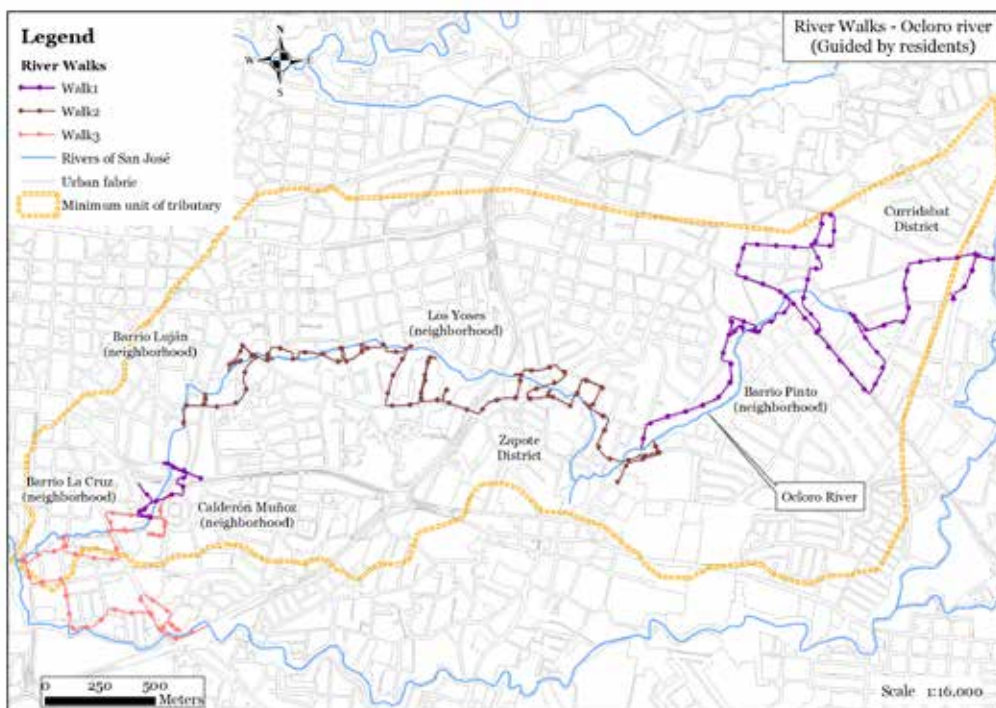 Legend
River Walks
Walk1
Walk2
Walk3
Rivers of San José
Urban fabric
Minimum unit of tributary
N
W
E
S
River Walks - Ocloro river
(Guided by residents)
Curridabat
District
Los Yoses
(neighborhood)
Barrio Luján
(neighborhood)
Barrio Pinto
(neighborhood)
Zapote
District
Barrio La Cruz
(neighborhood)
Calderón Muñoz
(neighborhood)
Ocloro River
0 250 500
Meters
Scale 1:16.000